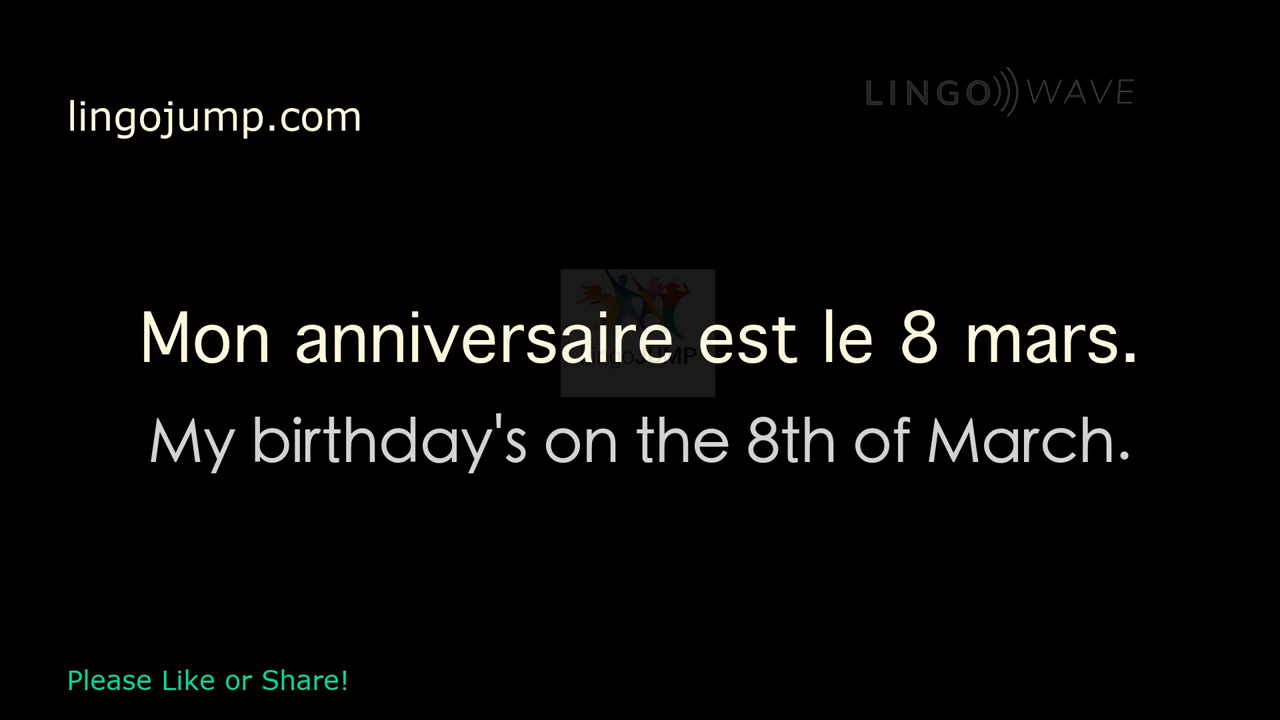 lingojump.com
LINGO WAVE
Mon anniversaire est le 8 mars.
lingoJUMP
My birthday's on the 8th of March.
Please Like or Share!